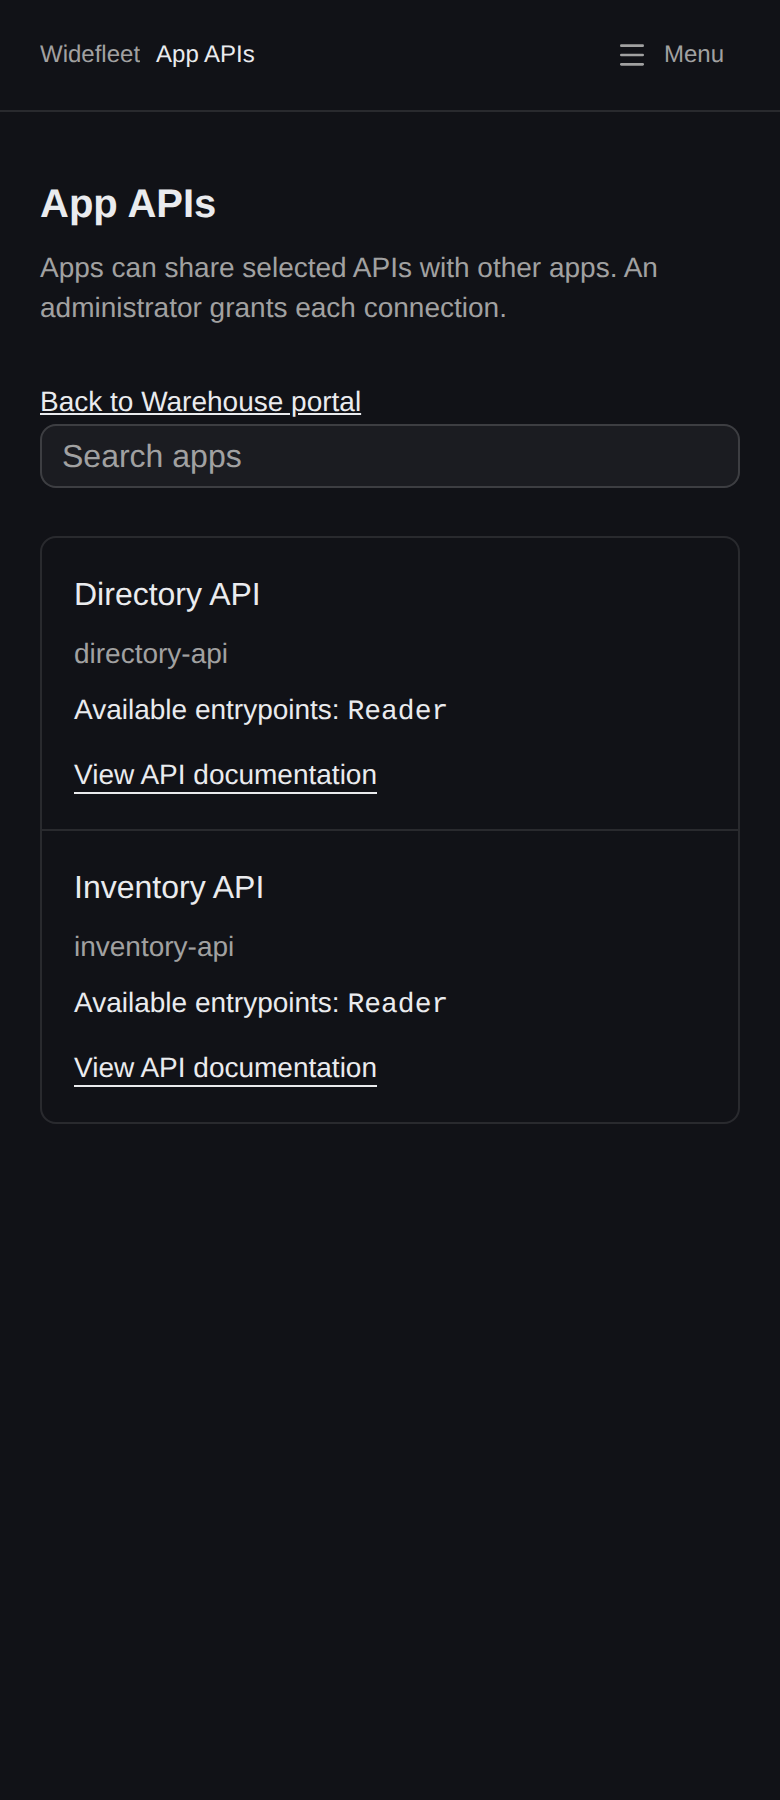 Widefleet App APIs
Menu
App APIs
Apps can share selected APIs with other apps. An
administrator grants each connection.
Back to Warehouse portal
Search apps
Directory API
directory-api
Available entrypoints: Reader
View API documentation
Inventory API
inventory-api
Available entrypoints: Reader
View API documentation